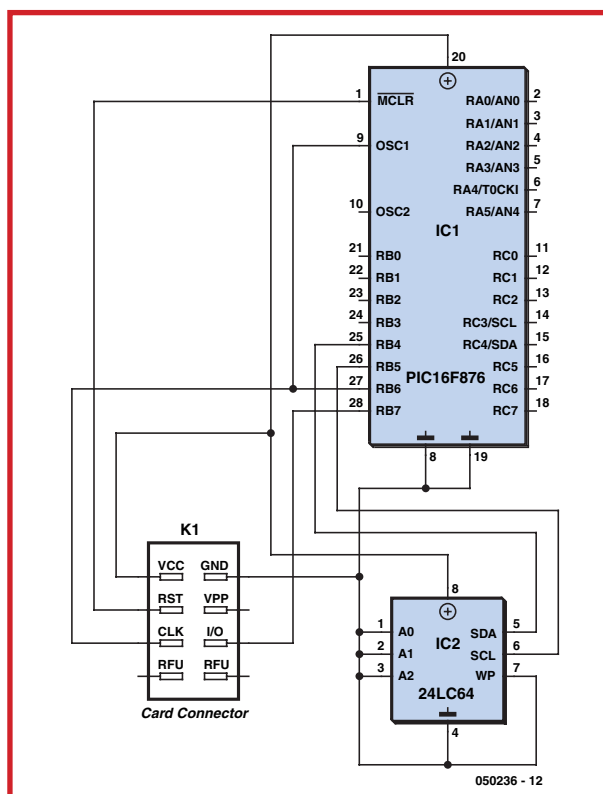 20
1 MCLR RA0/AN0 2
RA1/AN1 3
9 OSC1 RA2/AN2 4
RA3/AN3 5
RA4/T0CKI 6
10 OSC2 RA5/AN4 7
IC1
21 RB0 RC0 11
22 RB1 RC1 12
23 RB2 RC2 13
24 RB3 RC3/SCL 14
25 RB4 RC4/SDA 15
26 RB5 RC5 16
PIC16F876
27 RB6 RC6 17
28 RB7 RC7 18
8 19
K1
VCC GND
RST VPP
CLK I/O
RFU RFU
Card Connector
8
1 A0 SDA 5
IC2
2 A1 SCL 6
3 A2 WP 7
24LC64
4
050236 - 12